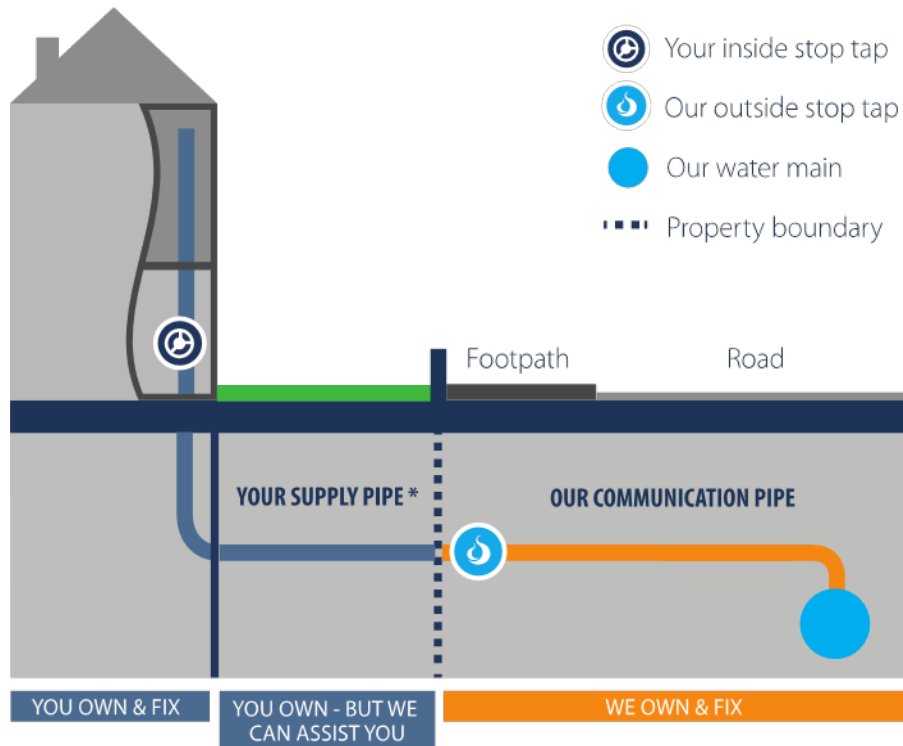 Your inside stop tap
Our outside stop tap
Our water main
Property boundary
Footpath
Road
YOUR SUPPLY PIPE *
OUR COMMUNICATION PIPE
YOU OWN & FIX
YOU OWN - BUT WE
CAN ASSIST YOU
WE OWN & FIX